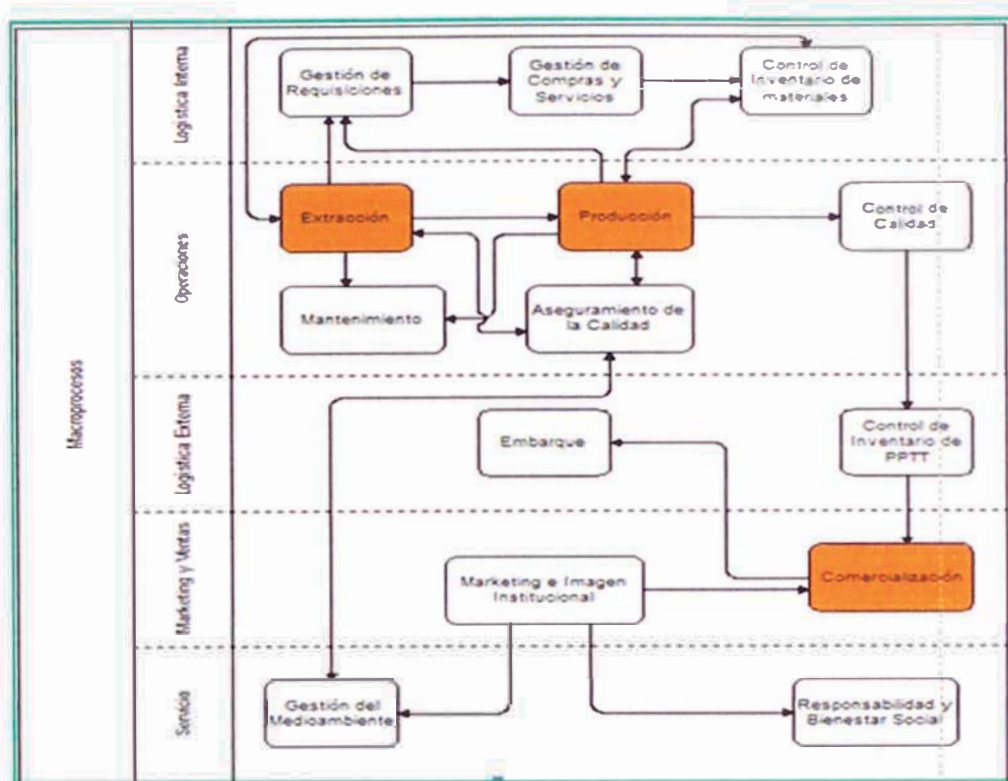 Macroprocesos
Logística Interna
Gestión de
Requisiciones
Gestión de
Compras y
Servicios
Control de
Inventario de
materiales
Operaciones
Extracción
Producción
Control de
Calidad
Mantenimiento
Aseguramiento de
la Calidad
Logística Externa
Embarque
Control de
Inventario de
PPTT
Marketing y Ventas
Marketing e Imagen
Institucional
Comercialización
Servicio
Gestión del
Medioambiente
Responsabilidad y
Bienestar Social